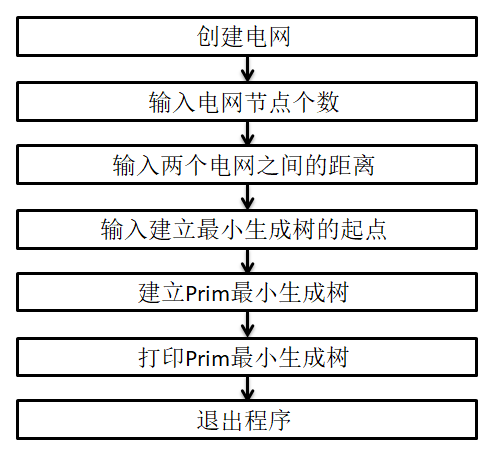 创建电网
输入电网节点个数
输入两个电网之间的距离
输入建立最小生成树的起点
建立Prim最小生成树
打印Prim最小生成树
退出程序